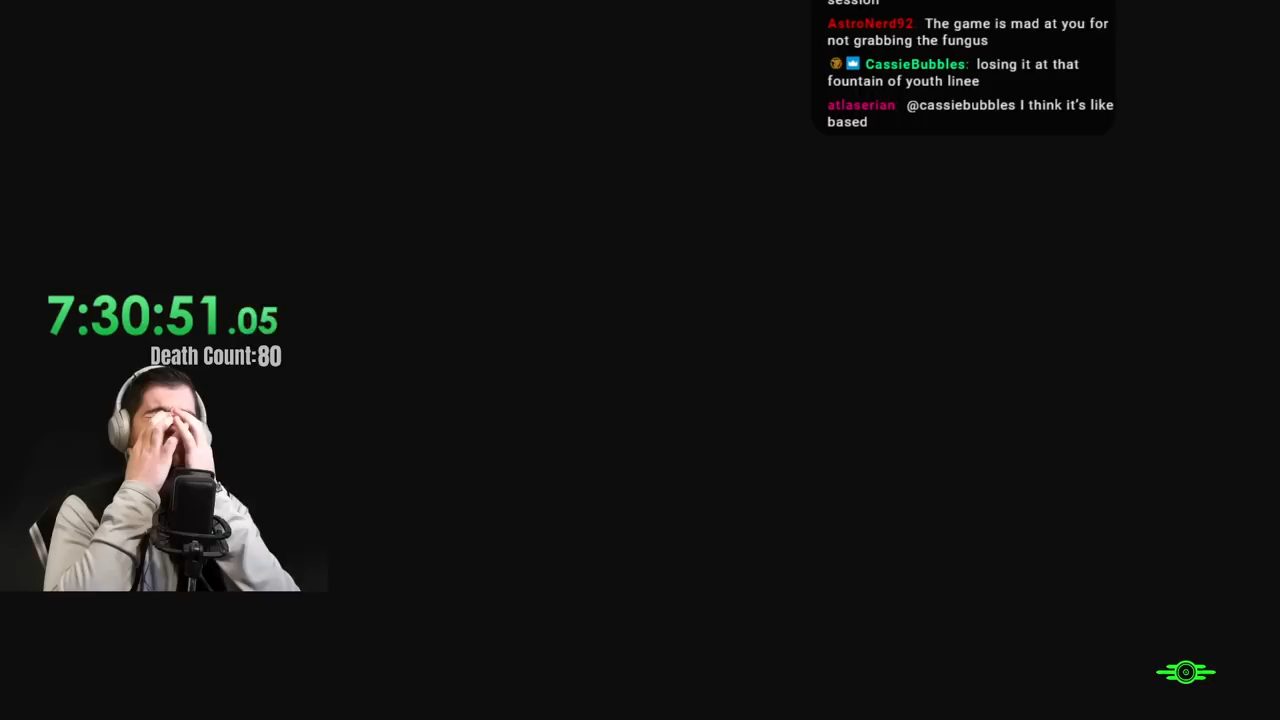 session
AstroNerd92 The game is mad at you for
not grabbing the fungus
CassieBubbles: losing it at that
fountain of youth linee
atlaserian @cassiebubbles I think it's like
based
7:30:51.05
Death Count:80